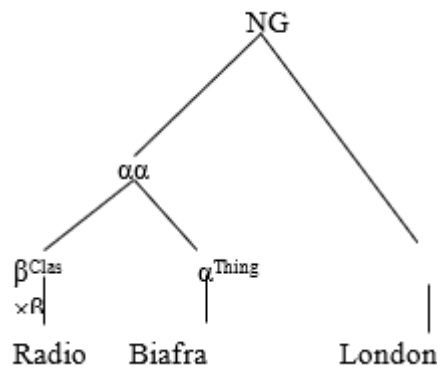 NG
αα
βClas αThing
×β
Radio Biafra London